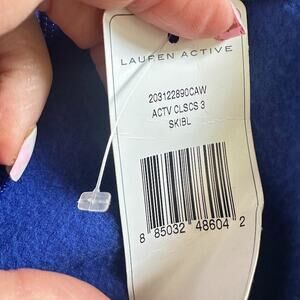 LAUREN ACTIVE
203122890CAW
ACTV CLSCS 3
SKIBL
8 85032 48604 2